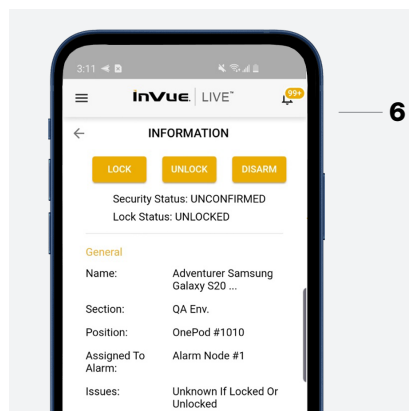 3:11
inVue LIVE™
99+
6
INFORMATION
LOCK UNLOCK DISARM
Security Status: UNCONFIRMED
Lock Status: UNLOCKED
General
Name: Adventurer Samsung
Galaxy S20 ...
Section: QA Env.
Position: OnePod #1010
Assigned To Alarm Node #1
Alarm:
Issues: Unknown If Locked Or
Unlocked